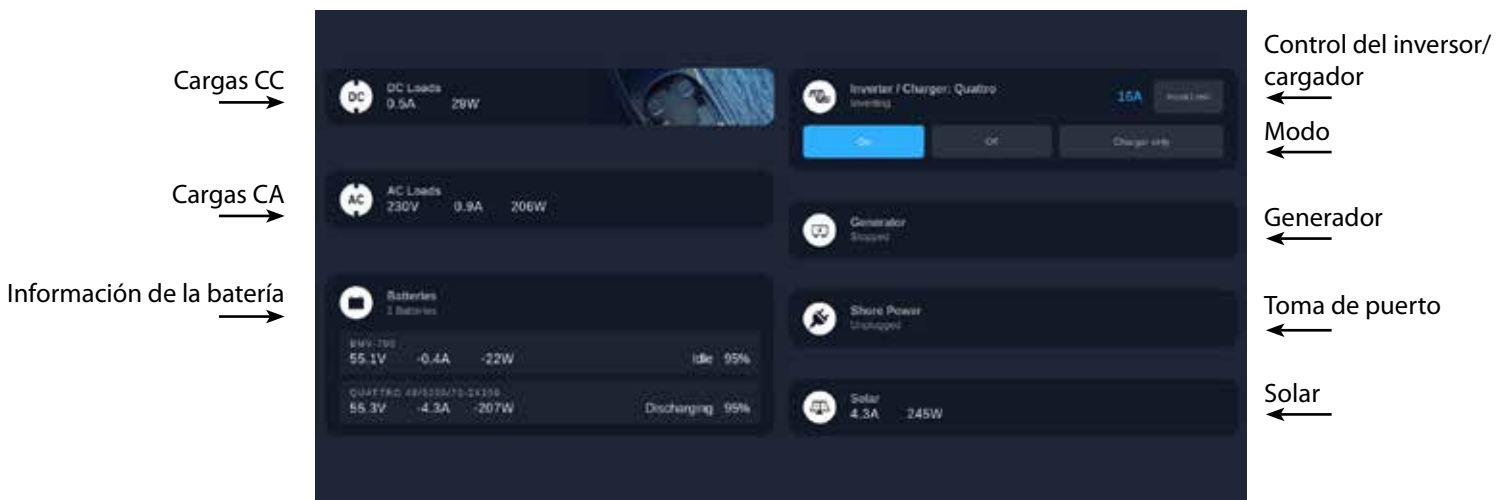 Cargas CC
Cargas CA
Información de la batería
DC Loads
0.5A 29W
AC Loads
230V 0.9A 206W
Batteries
2 Batteries
BMV-700
55.1V -0.4A -22W Idle 95%
55.3V -4.3A -207W Discharging 95%
Inverter / Charger: Quattro
Inverting
16A
On Off Charger only
Generator
Stopped
Shore Power
Unplugged
Solar
4.3A 245W
Control del inversor/
cargador
Modo
Generador
Toma de puerto
Solar